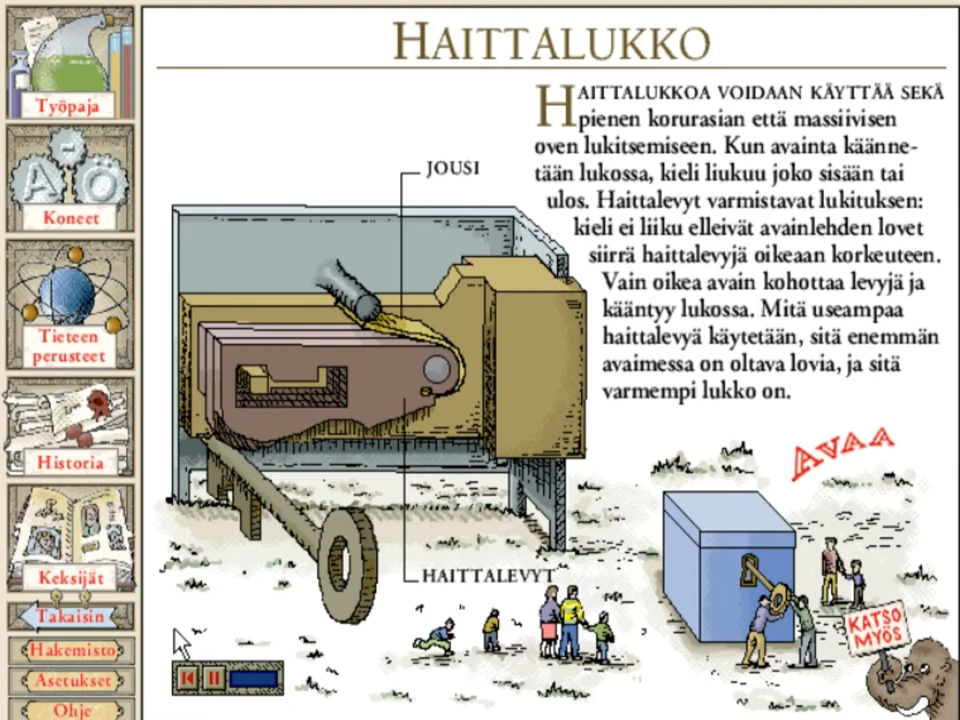 HAITTALUKKO
HAITTALUKKOA VOIDAAN KÄYTTÄÄ SEKÄ
pienen korurasian että massiivisen
oven lukitsemiseen. Kun avainta käänne-
tään lukossa, kieli liukuu joko sisään tai
ulos. Haittalevyt varmistavat lukituksen:
kieli ei liiku elleivät avainlehden lovet
siirrä haittalevyjä oikeaan korkeuteen.
Vain oikea avain kohottaa levyjä ja
kääntyy lukossa. Mitä useampaa
haittalevyä käytetään, sitä enemmän
avaimessa on oltava lovia, ja sitä
varmempi lukko on.
JOUSI
HAITTALEVYT
AVAA
KATSO
MYÖS
Työpaja
A - Ö
Koneet
Tieteen
perusteet
Historia
Keksijät
Takaisin
Hakemisto
Asetukset
Ohje